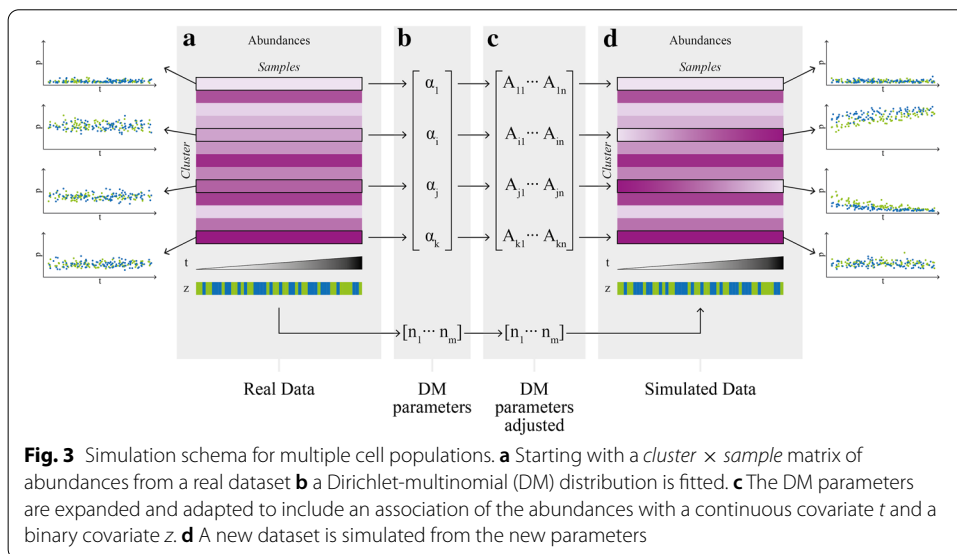 a b c d
Abundances Abundances
Samples Samples
Cluster Cluster
p t
p t
p t
p t
α1 A11 ... A1n
αi Ai1 ... Ain
αj Aj1 ... Ajn
αk Ak1 ... Akn
p t
p t
p t
p t
t t
z z
[n1 ... nm] [n1 ... nm]
Real Data DM parameters DM parameters adjusted Simulated Data
Fig. 3 Simulation schema for multiple cell populations. a Starting with a cluster × sample matrix of
abundances from a real dataset b a Dirichlet-multinomial (DM) distribution is fitted. c The DM parameters
are expanded and adapted to include an association of the abundances with a continuous covariate t and a
binary covariate z. d A new dataset is simulated from the new parameters